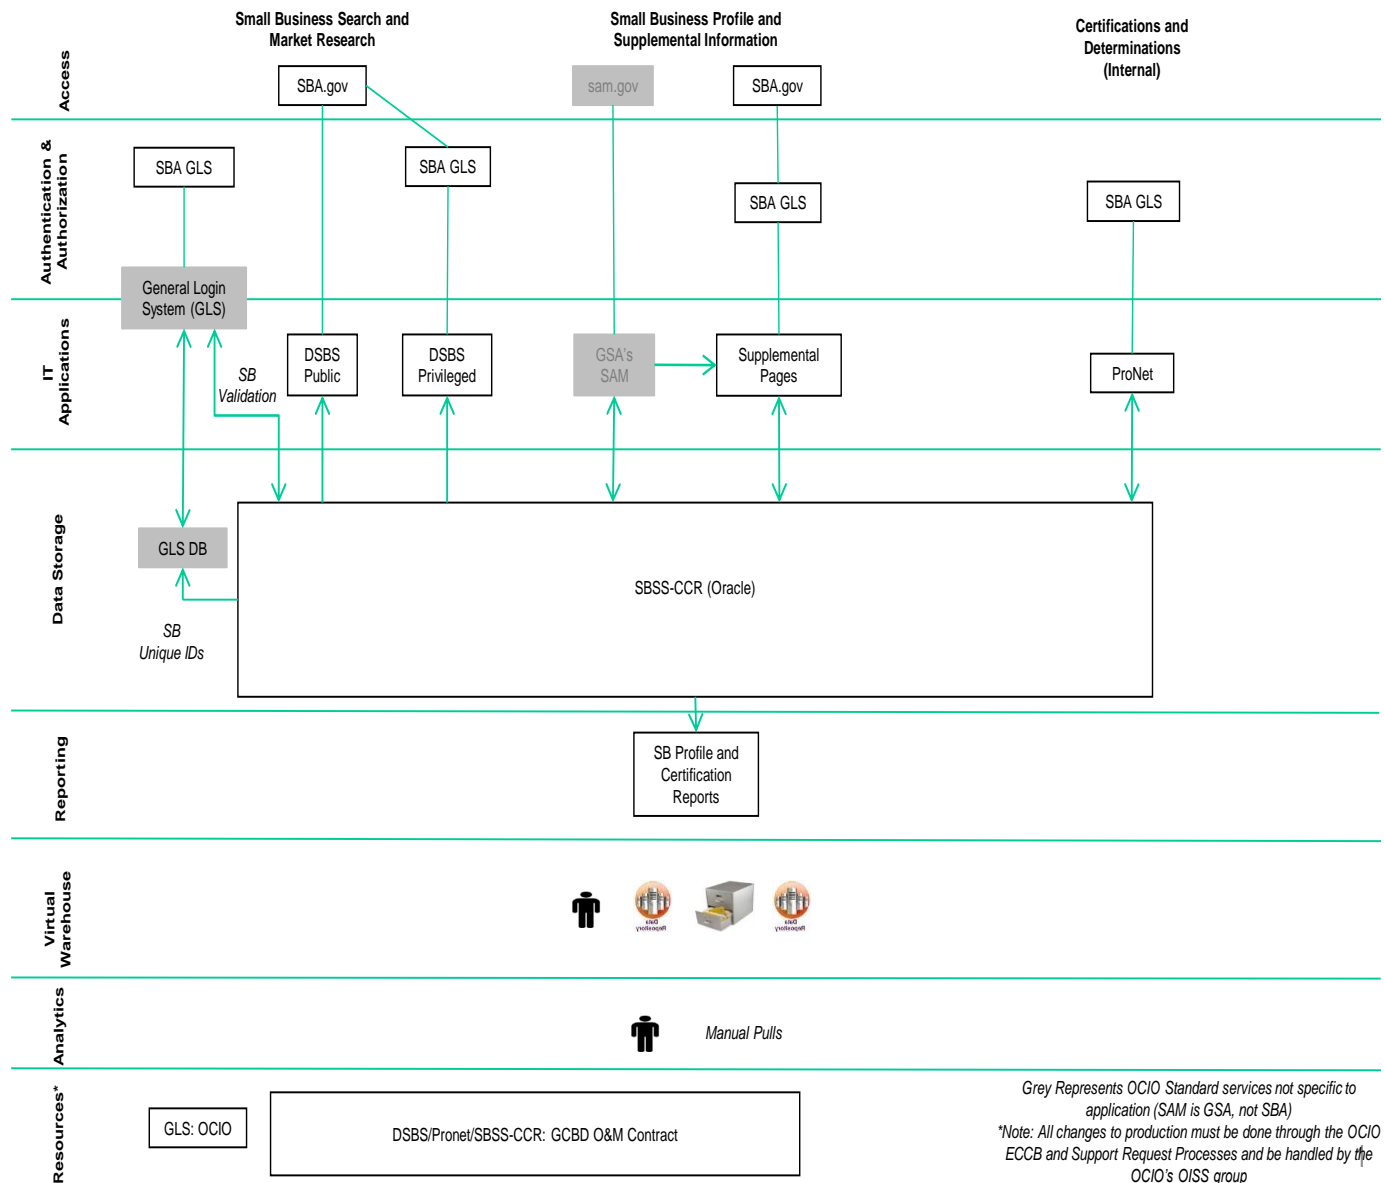 Small Business Search and
Market Research
Small Business Profile and
Supplemental Information
Certifications and
Determinations
(Internal)
Access
SBA.gov
sam.gov
SBA.gov
Authentication &
Authorization
SBA GLS
SBA GLS
SBA GLS
SBA GLS
General Login
System (GLS)
IT
Applications
SB
Validation
DSBS
Public
DSBS
Privileged
GSA's
SAM
Supplemental
Pages
ProNet
Data Storage
GLS DB
SBSS-CCR (Oracle)
SB
Unique IDs
Reporting
SB Profile and
Certification
Reports
Virtual
Warehouse
Data
Repository
Data
Repository
Analytics
Manual Pulls
Resources*
GLS: OCIO
DSBS/Pronet/SBSS-CCR: GCBD O&M Contract
Grey Represents OCIO Standard services not specific to
application (SAM is GSA, not SBA)
*Note: All changes to production must be done through the OCIO
ECCB and Support Request Processes and be handled by the
OCIO's OISS group
1